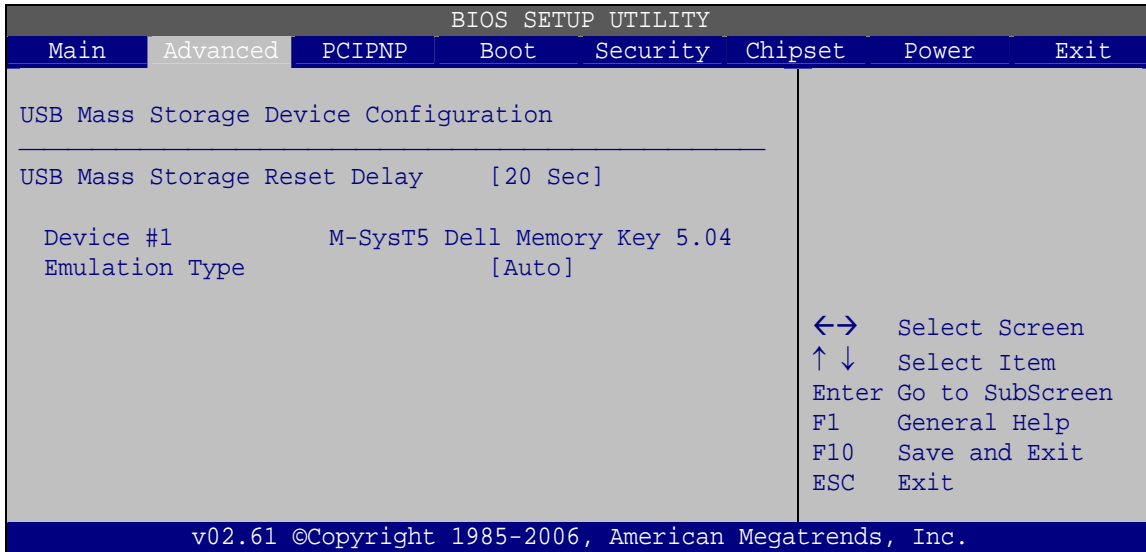 BIOS SETUP UTILITY
Main Advanced PCIPNP Boot Security Chipset Power Exit
USB Mass Storage Device Configuration
USB Mass Storage Reset Delay [20 Sec]
Device #1 M-SysT5 Dell Memory Key 5.04
Emulation Type [Auto]
←→ Select Screen
↑ ↓ Select Item
Enter Go to SubScreen
F1 General Help
F10 Save and Exit
ESC Exit
v02.61 ©Copyright 1985-2006, American Megatrends, Inc.